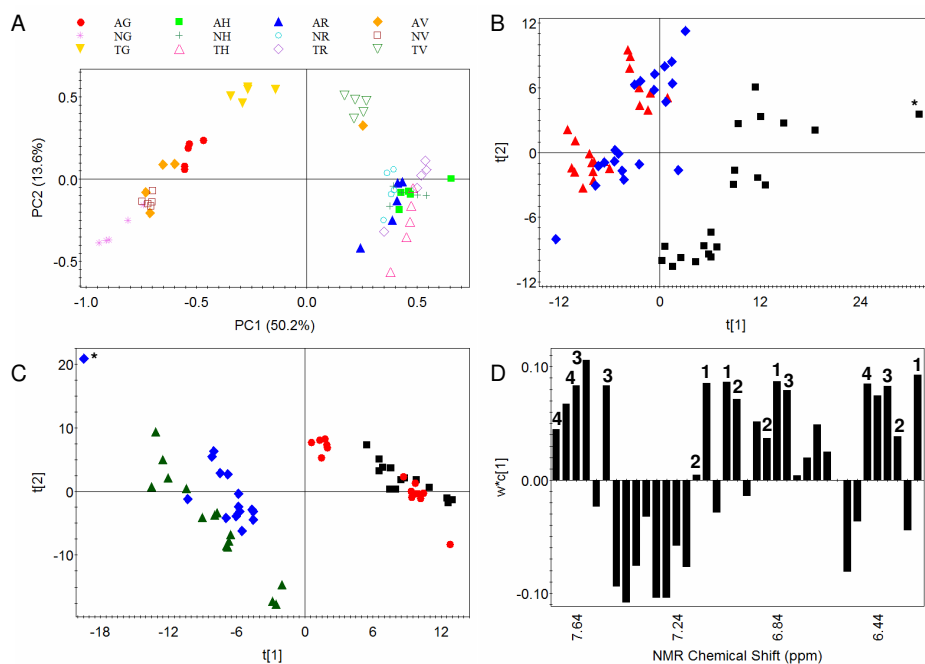 A
AG AH AR AV
NG NH NR NV
TG TH TR TV
0.5
0.0
-0.5
PC2 (13.6%)
-1.0 -0.5 0.0 0.5
PC1 (50.2%)
B
12
6
0
-6
-12
t[2]
*
-12 0 12 24
t[1]
C
20
10
0
-10
t[2]
*
-18 -12 -6 0 6 12
t[1]
D
0.10
0.00
-0.10
w*c[1]
4 4 3 3 2 1 1 2 2 1 3 4 3 2 1
7.64 7.24 6.84 6.44
NMR Chemical Shift (ppm)